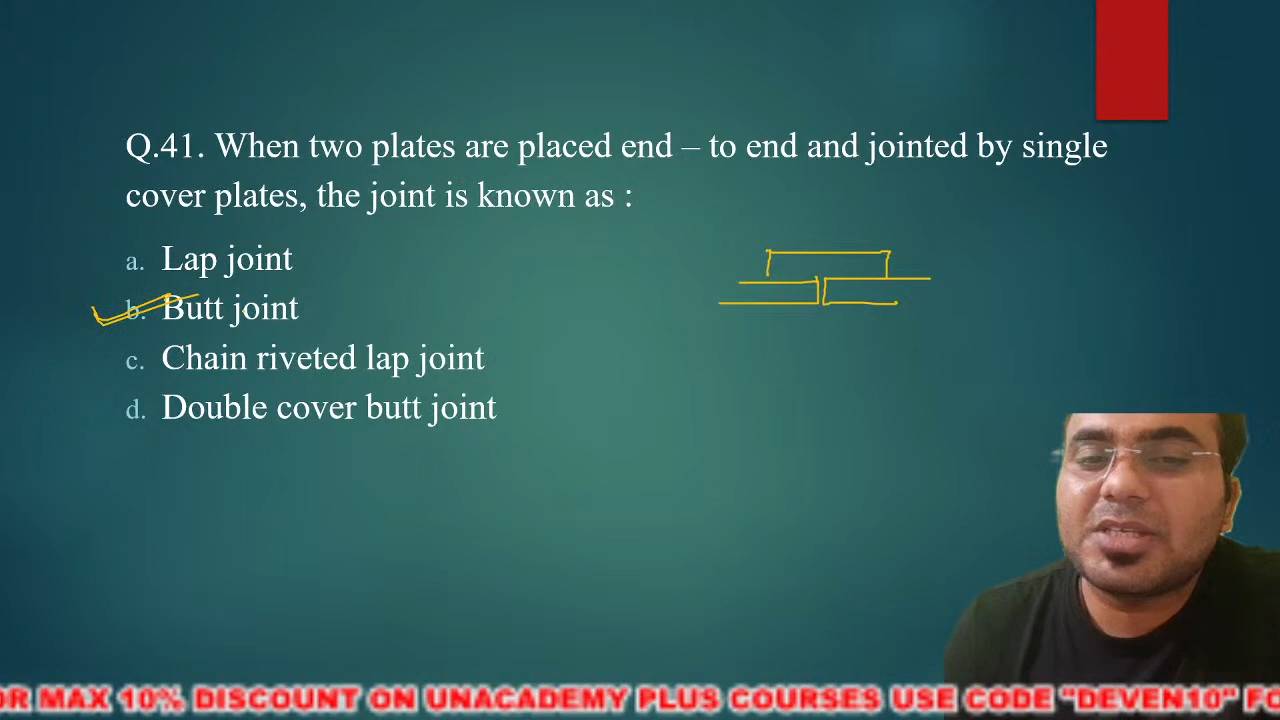 Q.41. When two plates are placed end – to end and jointed by single
cover plates, the joint is known as :
a. Lap joint
b. Butt joint
c. Chain riveted lap joint
d. Double cover butt joint
OR MAX 10% DISCOUNT ON UNACADEMY PLUS COURSES USE CODE "DEVEN10" FO